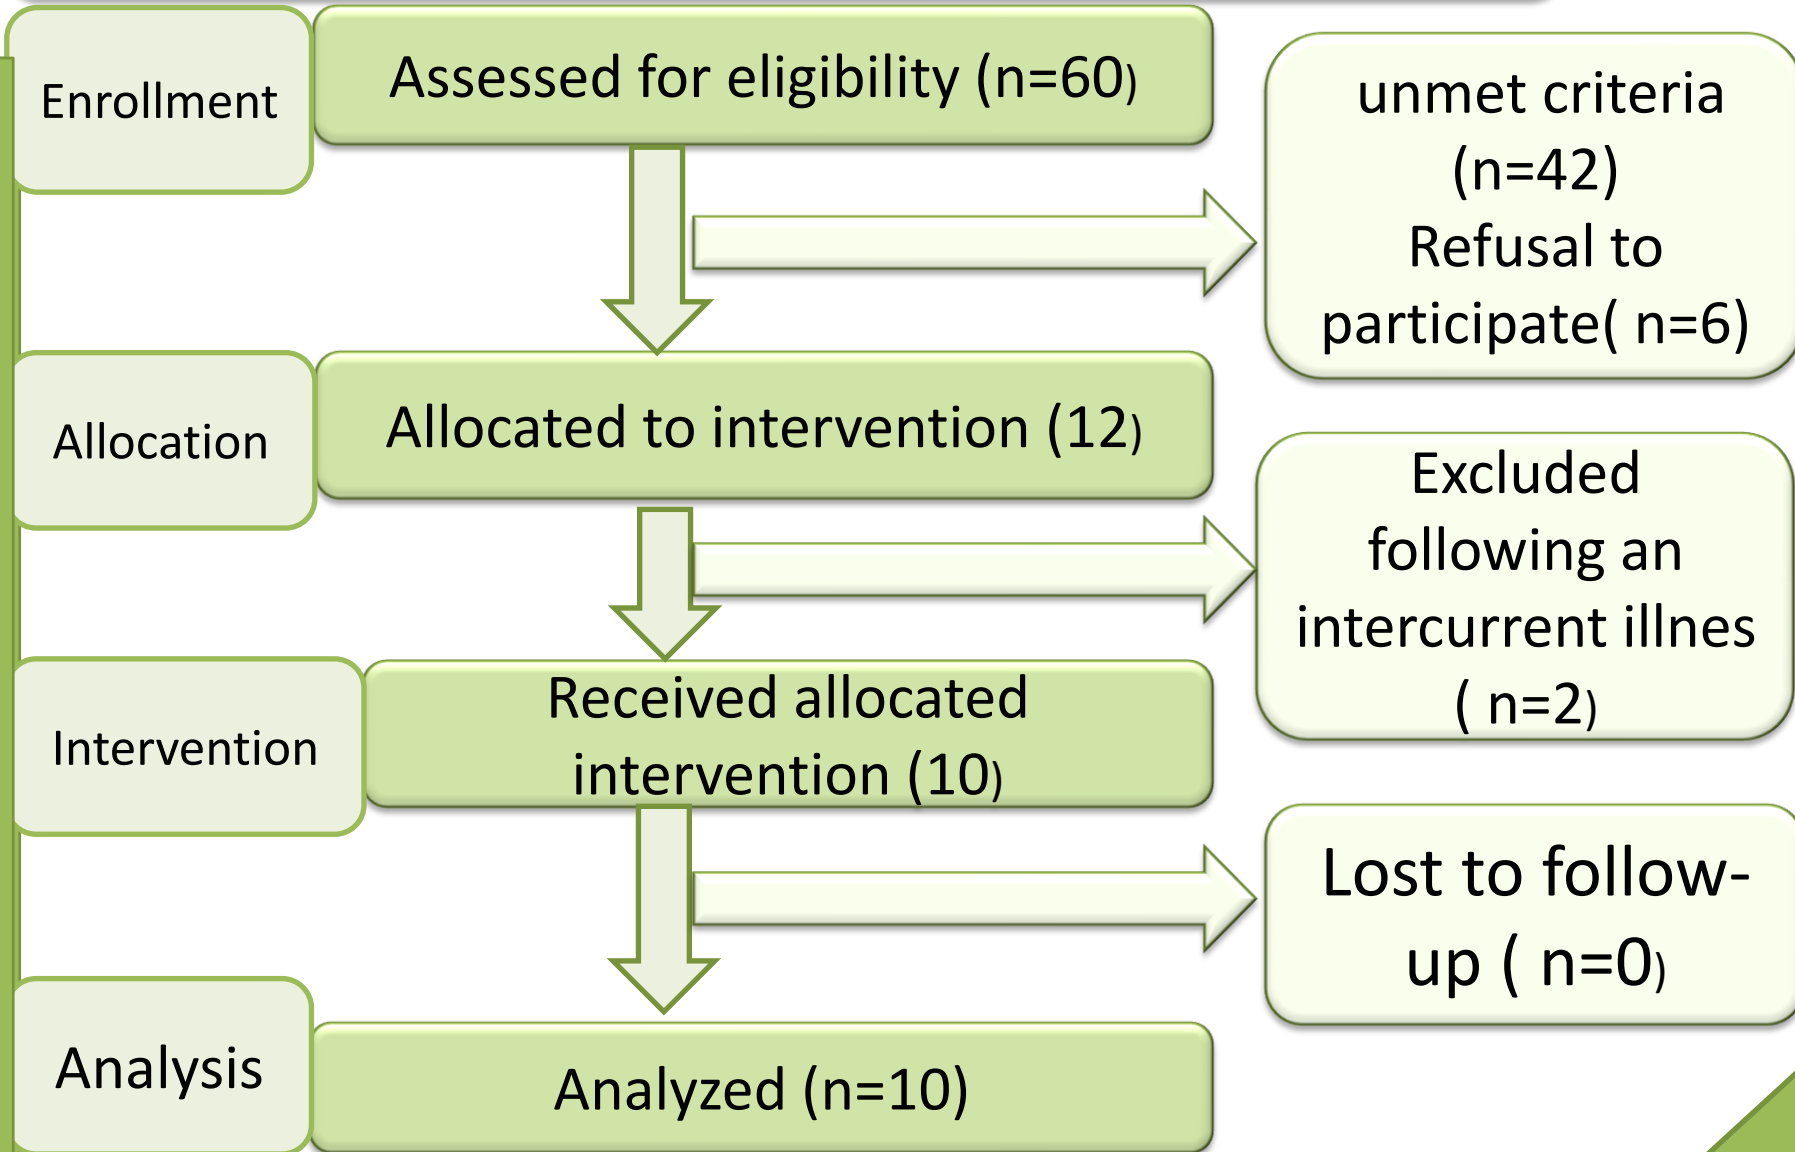 Enrollment
Assessed for eligibility (n=60)
unmet criteria
(n=42)
Refusal to
participate( n=6)
Allocation
Allocated to intervention (12)
Excluded
following an
intercurrent illnes
( n=2)
Intervention
Received allocated
intervention (10)
Lost to follow-
up ( n=0)
Analysis
Analyzed (n=10)